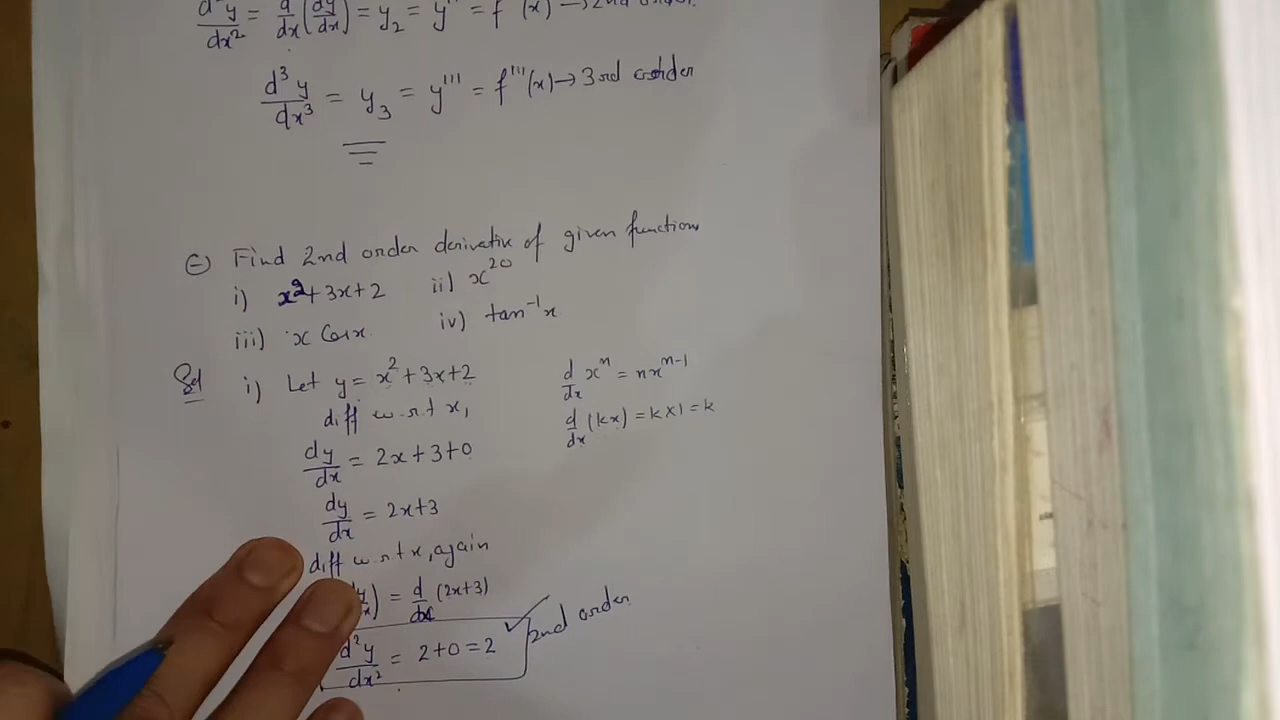 d²y/dx² = d/dx(dy/dx) = y₂ = y'' = f''(x) → 2nd order
d³y/dx³ = y₃ = y''' = f'''(x) → 3rd order
Find 2nd order derivative of given function
i) x²+3x+2 ii) x²⁰
iii) x Cosx iv) tan⁻¹x
Sol i) Let y = x²+3x+2 d/dx xⁿ = nxⁿ⁻¹
diff w.r.t x, d/dx (kx) = k×1 = k
dy/dx = 2x+3+0
dy/dx = 2x+3
diff w.r.t x, again
= d/dx (2x+3)
d²y/dx² = 2+0 = 2 ✓ 2nd order